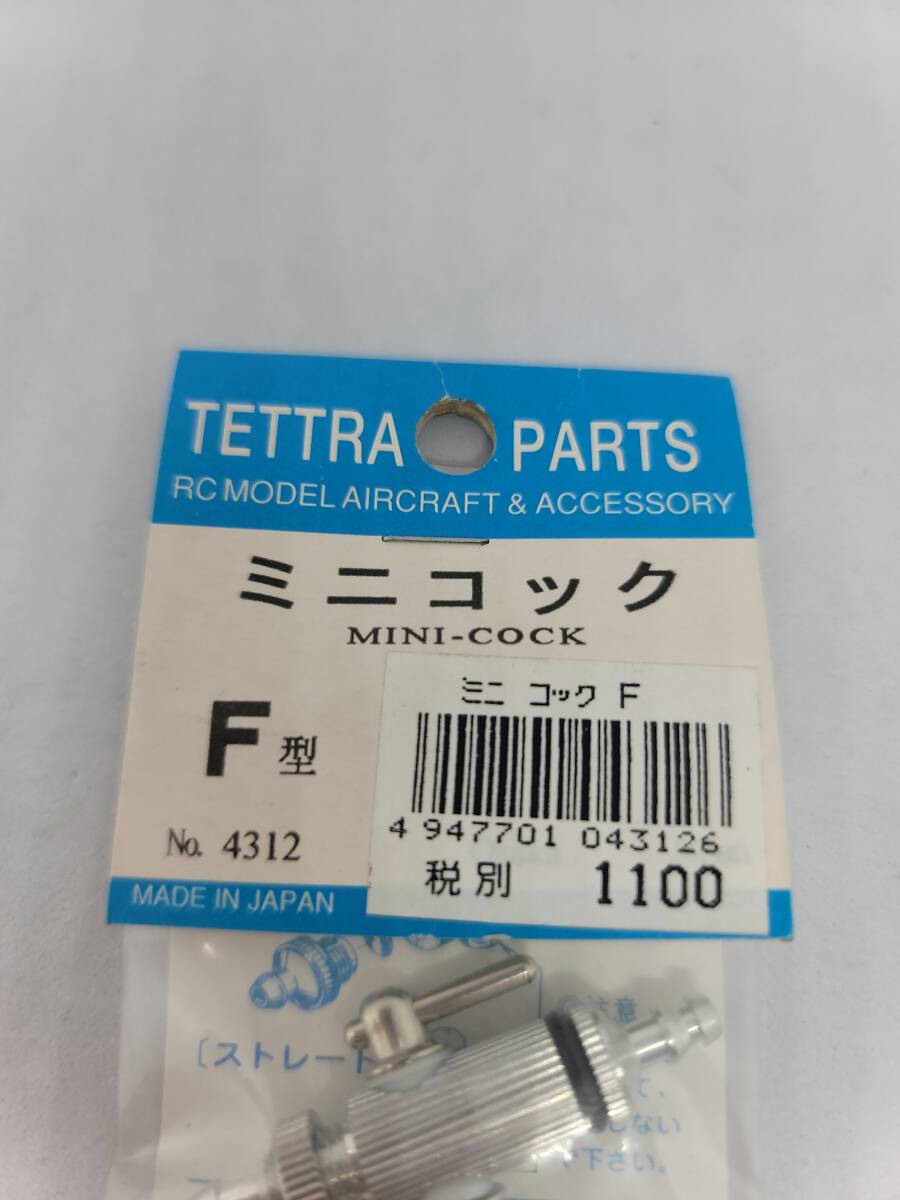 TETTRA PARTS
RC MODEL AIRCRAFT & ACCESSORY
ミニコック
MINI-COCK
F型
No. 4312
MADE IN JAPAN
ミニ コック F
4 947701 043126
税別 1100
注意
〔ストレート
て、
しない
で下さい。